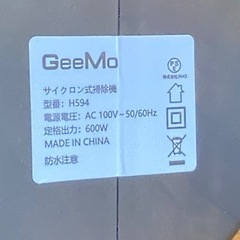 GeeMo
サイクロン式掃除機
型番：H594
電源電圧：AC 100V～50/60Hz
定格出力：600W
MADE IN CHINA
防水注意
PS
E